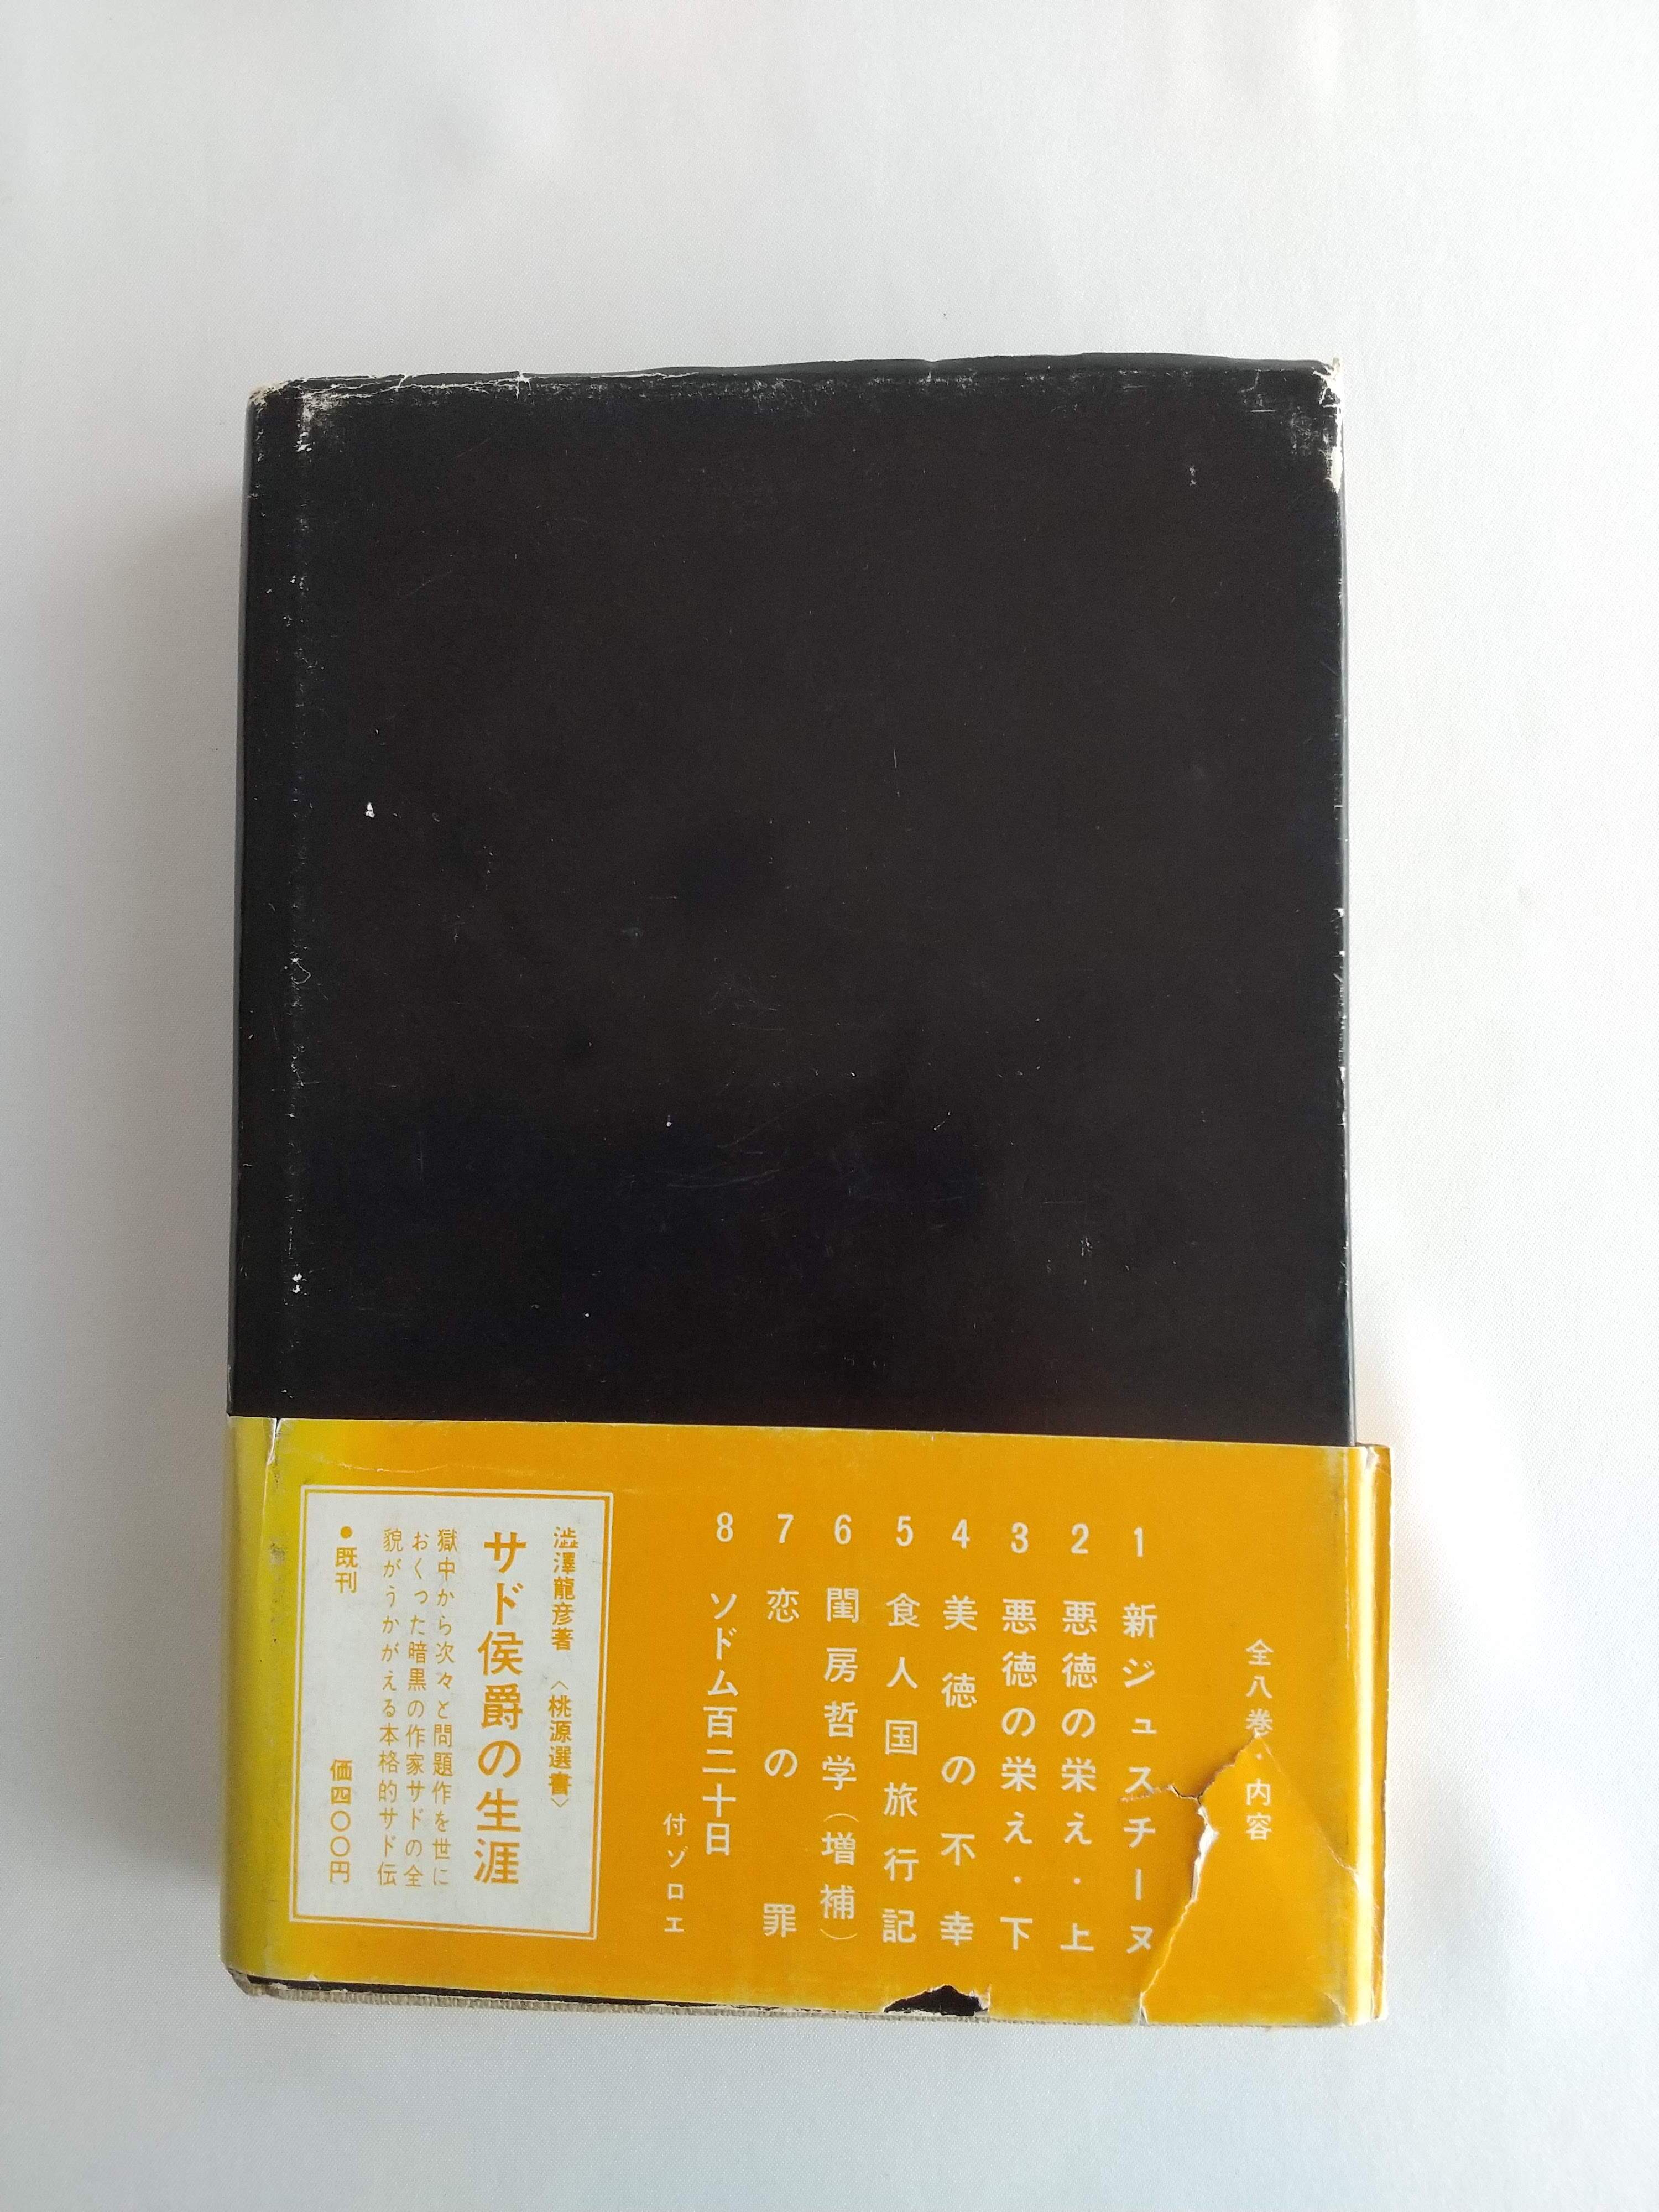 全八巻・内容
1 新ジュスチーヌ
2 悪徳の栄え・上
3 悪徳の栄え・下
4 美徳の不幸
5 食人国旅行記
6 閨房哲学(増補)
7 恋の罪
8 ソドム百二十日
付ゾロエ
澁澤龍彦著 〈桃源選書〉
サド侯爵の生涯
獄中から次々と問題作を世に
おくった暗黒の作家サドの全
貌がうかがえる本格的サド伝
●既刊 価四〇〇円